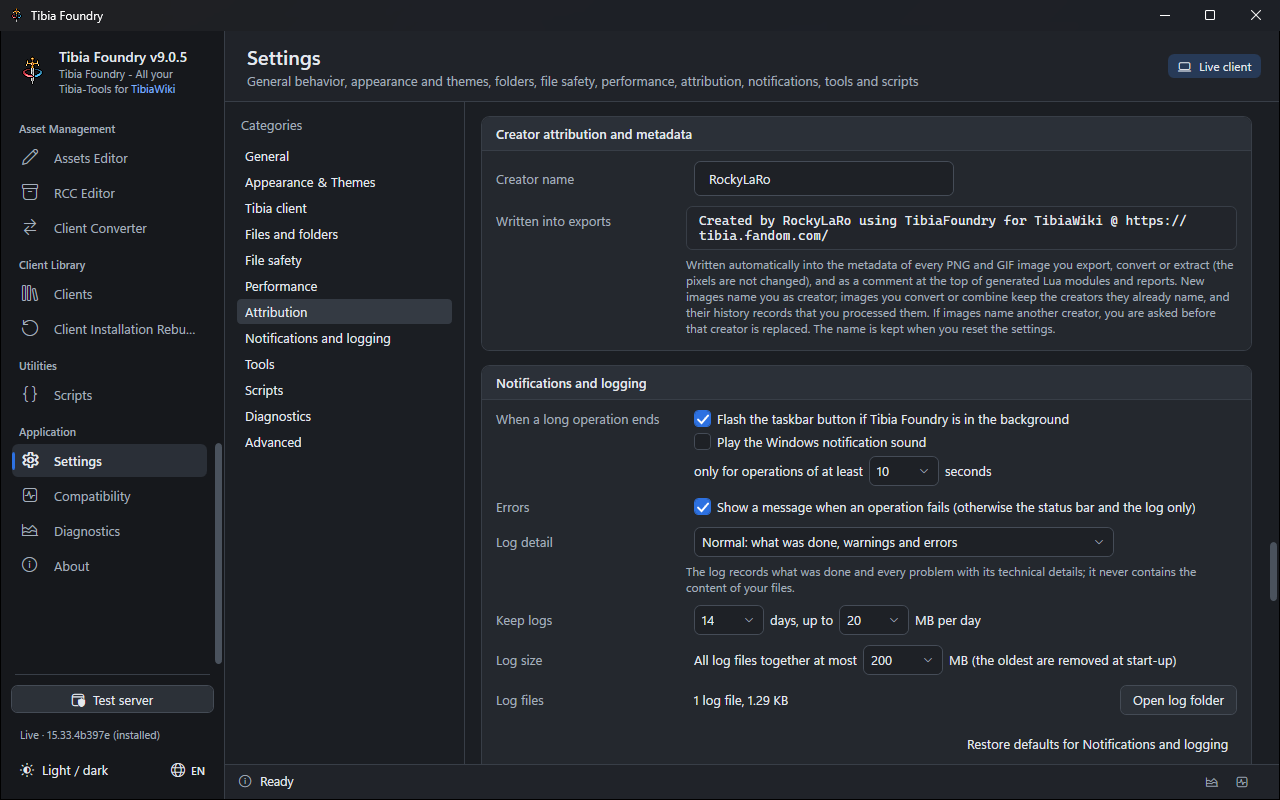 Tibia Foundry
Tibia Foundry v9.0.5
Tibia Foundry - All your
Tibia-Tools for TibiaWiki
Asset Management
Assets Editor
RCC Editor
Client Converter
Client Library
Clients
Client Installation Rebu...
Utilities
Scripts
Application
Settings
Compatibility
Diagnostics
About
Test server
Live · 15.33.4b397e (installed)
Light / dark
EN
Settings
General behavior, appearance and themes, folders, file safety, performance, attribution, notifications, tools and scripts
Live client
Categories
General
Appearance & Themes
Tibia client
Files and folders
File safety
Performance
Attribution
Notifications and logging
Tools
Scripts
Diagnostics
Advanced
Creator attribution and metadata
Creator name
RockyLaRo
Written into exports
Created by RockyLaRo using TibiaFoundry for TibiaWiki @ https://
tibia.fandom.com/
Written automatically into the metadata of every PNG and GIF image you export, convert or extract (the
pixels are not changed), and as a comment at the top of generated Lua modules and reports. New
images name you as creator; images you convert or combine keep the creators they already name, and
their history records that you processed them. If images name another creator, you are asked before
that creator is replaced. The name is kept when you reset the settings.
Notifications and logging
When a long operation ends
Flash the taskbar button if Tibia Foundry is in the background
Play the Windows notification sound
only for operations of at least 10 seconds
Errors
Show a message when an operation fails (otherwise the status bar and the log only)
Log detail
Normal: what was done, warnings and errors
The log records what was done and every problem with its technical details; it never contains the
content of your files.
Keep logs
14 days, up to 20 MB per day
Log size
All log files together at most 200 MB (the oldest are removed at start-up)
Log files
1 log file, 1.29 KB
Open log folder
Restore defaults for Notifications and logging
Ready